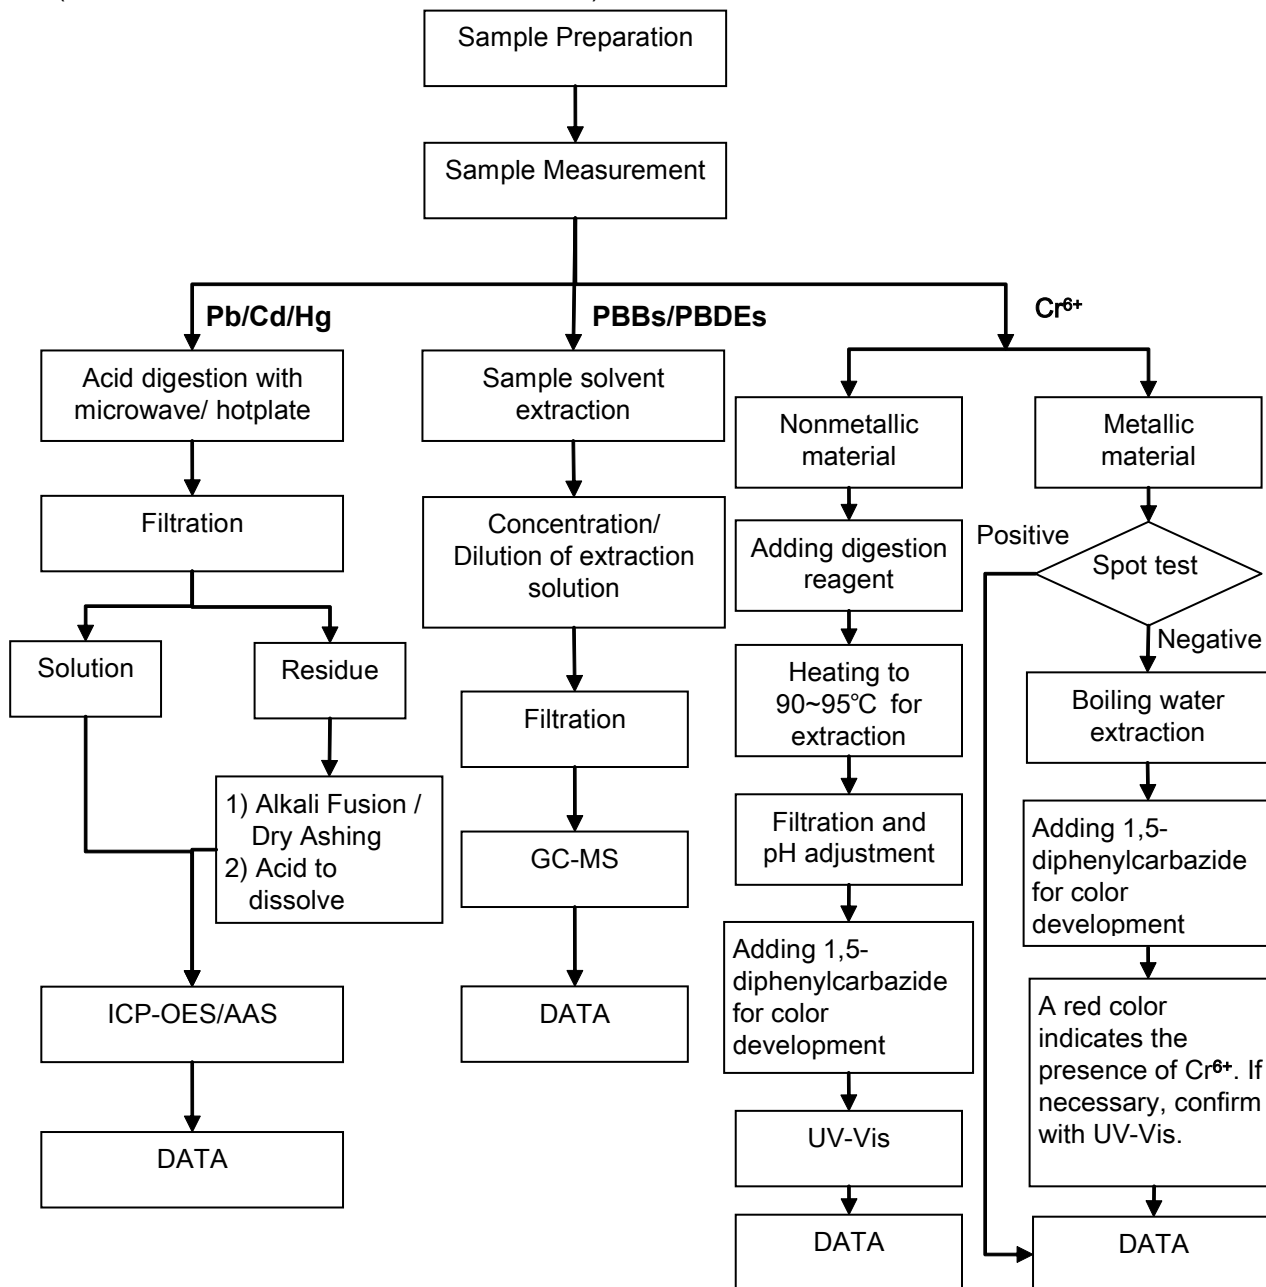 Sample Preparation
Sample Measurement
Pb/Cd/Hg
PBBs/PBDEs
Cr⁶⁺
Acid digestion with
microwave/ hotplate
Filtration
Solution
Residue
1) Alkali Fusion /
Dry Ashing
2) Acid to
dissolve
ICP-OES/AAS
DATA
Sample solvent
extraction
Concentration/
Dilution of extraction
solution
Filtration
GC-MS
DATA
Nonmetallic
material
Adding digestion
reagent
Heating to
90~95℃ for
extraction
Filtration and
pH adjustment
Adding 1,5-
diphenylcarbazide
for color
development
UV-Vis
DATA
Metallic
material
Spot test
Positive
Negative
Boiling water
extraction
Adding 1,5-
diphenylcarbazide
for color
development
A red color
indicates the
presence of Cr⁶⁺. If
necessary, confirm
with UV-Vis.
DATA